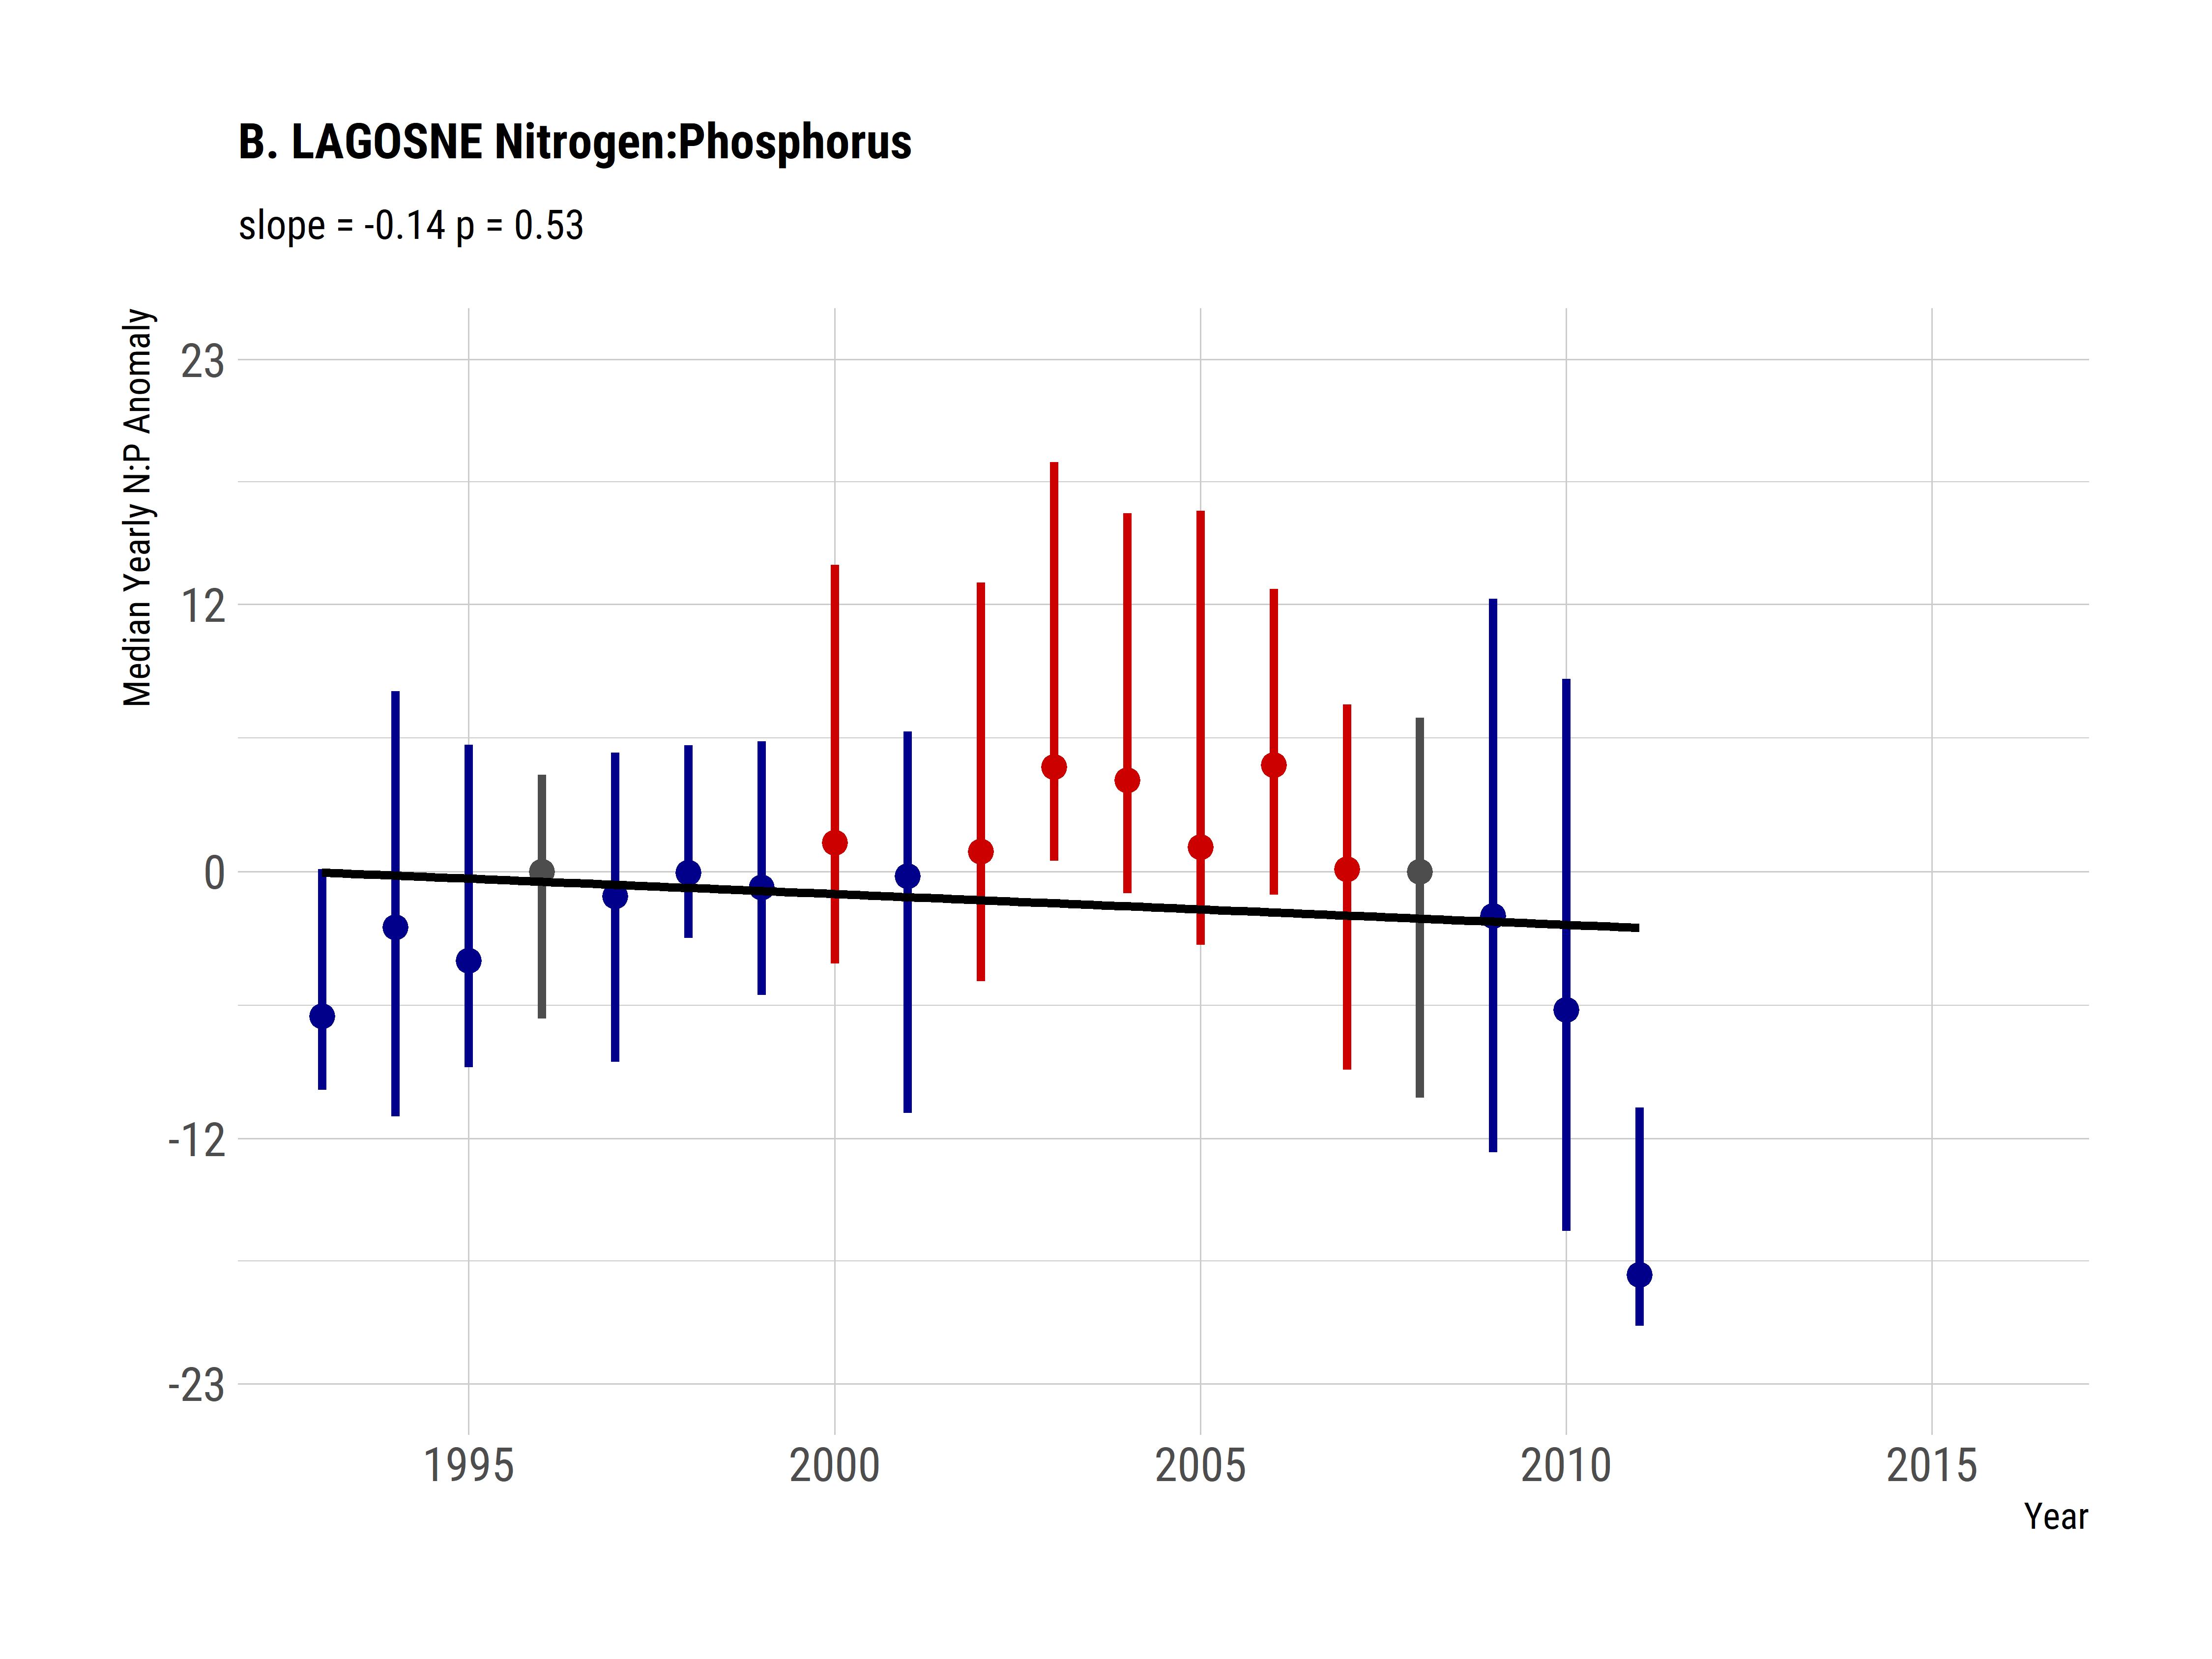 B. LAGOSNE Nitrogen:Phosphorus
slope = -0.14 p = 0.53
Median Yearly N:P Anomaly
23
12
0
-12
-23
1995 2000 2005 2010 2015
Year